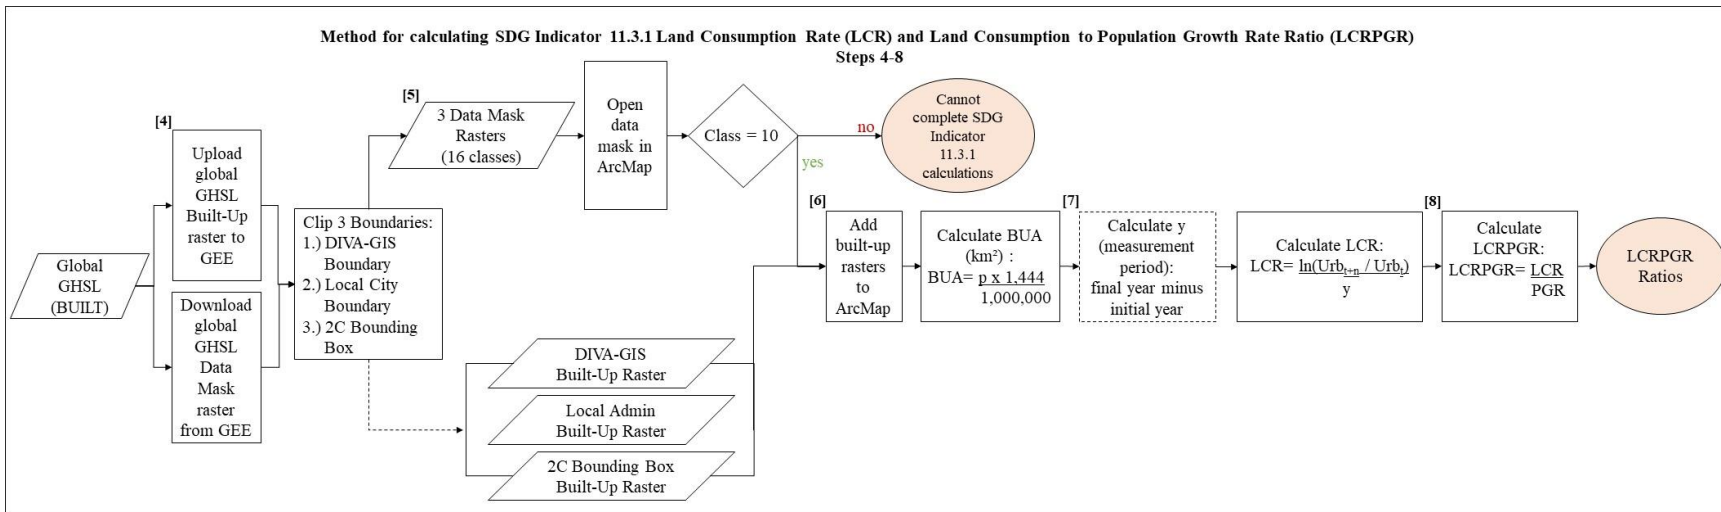 Method for calculating SDG Indicator 11.3.1 Land Consumption Rate (LCR) and Land Consumption to Population Growth Rate Ratio (LCRPGR)
Steps 4-8
Global
GHSL
(BUILT)
[4]
Upload
global
GHSL
Built-Up
raster to
GEE
Download
global
GHSL
Data
Mask
raster
from GEE
Clip 3 Boundaries:
1.) DIVA-GIS
Boundary
2.) Local City
Boundary
3.) 2C Bounding
Box
[5]
3 Data Mask
Rasters
(16 classes)
Open
data
mask in
ArcMap
Class = 10
no
yes
Cannot
complete SDG
Indicator
11.3.1
calculations
DIVA-GIS
Built-Up Raster
Local Admin
Built-Up Raster
2C Bounding Box
Built-Up Raster
[6]
Add
built-up
rasters
to
ArcMap
Calculate BUA
(km²) :
BUA= p x 1,444
1,000,000
[7]
Calculate y
(measurement
period):
final year minus
initial year
Calculate LCR:
LCR= ln(Urbt+n / Urbt)
y
[8]
Calculate
LCRPGR:
LCRPGR= LCR
PGR
LCRPGR
Ratios